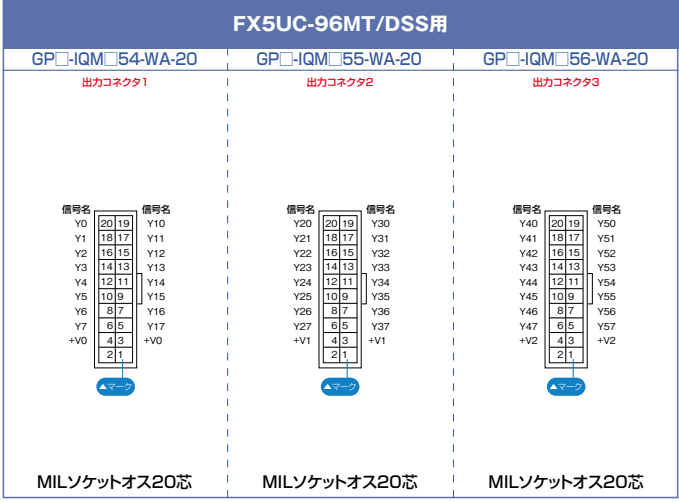 FX5UC-96MT/DSS用
GP□-IQM□54-WA-20
出力コネクタ1
信号名 信号名
Y0 20 19 Y10
Y1 18 17 Y11
Y2 16 15 Y12
Y3 14 13 Y13
Y4 12 11 Y14
Y5 10 9 Y15
Y6 8 7 Y16
Y7 6 5 Y17
+V0 4 3 +V0
2 1
▲マーク
MILソケットオス20芯
GP□-IQM□55-WA-20
出力コネクタ2
信号名 信号名
Y20 20 19 Y30
Y21 18 17 Y31
Y22 16 15 Y32
Y23 14 13 Y33
Y24 12 11 Y34
Y25 10 9 Y35
Y26 8 7 Y36
Y27 6 5 Y37
+V1 4 3 +V1
2 1
▲マーク
MILソケットオス20芯
GP□-IQM□56-WA-20
出力コネクタ3
信号名 信号名
Y40 20 19 Y50
Y41 18 17 Y51
Y42 16 15 Y52
Y43 14 13 Y53
Y44 12 11 Y54
Y45 10 9 Y55
Y46 8 7 Y56
Y47 6 5 Y57
+V2 4 3 +V2
2 1
▲マーク
MILソケットオス20芯